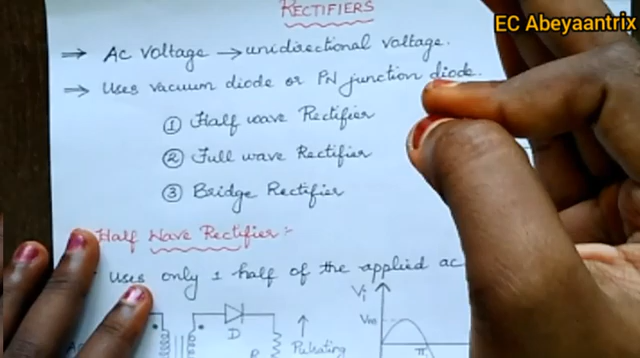 EC Abeyaantrix
RECTIFIERS
⇒ AC voltage → unidirectional voltage.
⇒ Uses vacuum diode or PN junction diode.
① Half wave Rectifier
② Full wave Rectifier
③ Bridge Rectifier
Half Wave Rectifier :-
Uses only 1 half of the applied ac
Vi
Vm
D
Pulsating
R
π